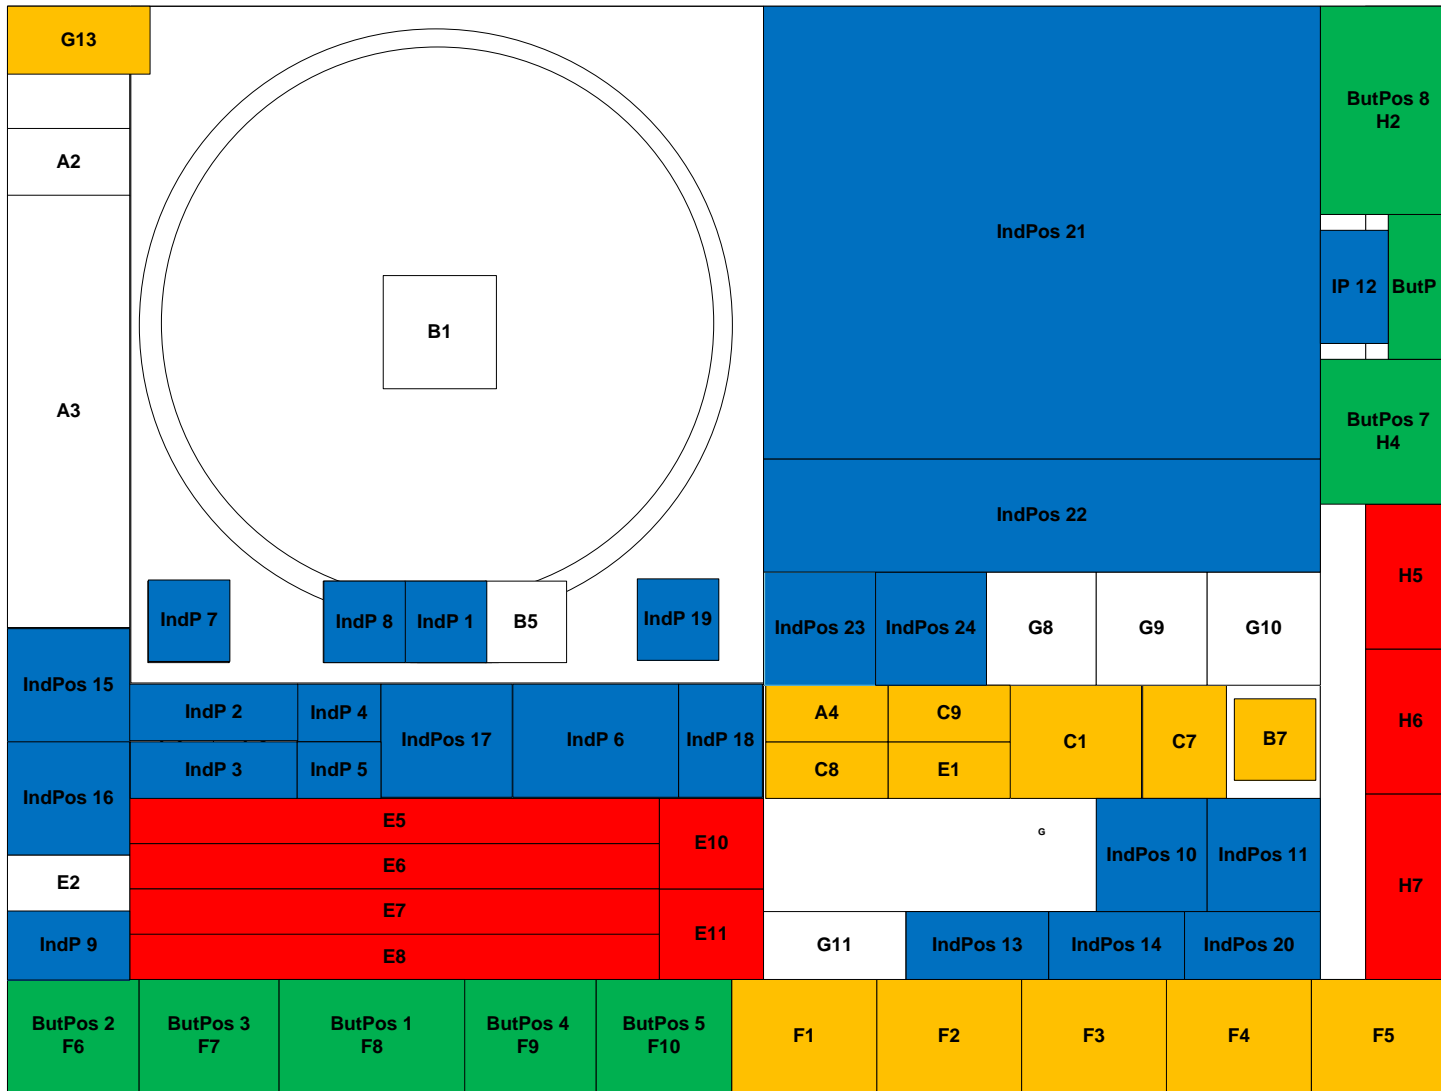 G13
ButPos 8
H2
A2
IndPos 21
IP 12
ButP
B1
A3
ButPos 7
H4
IndPos 22
H5
IndP 7
IndP 8
IndP 1
B5
IndP 19
IndPos 23
IndPos 24
G8
G9
G10
IndPos 15
IndP 2
IndP 4
IndPos 17
IndP 6
IndP 18
A4
C9
C1
C7
B7
H6
IndP 3
IndP 5
C8
E1
IndPos 16
E5
E10
G
IndPos 10
IndPos 11
E6
E2
H7
E7
E11
IndP 9
E8
G11
IndPos 13
IndPos 14
IndPos 20
ButPos 2
F6
ButPos 3
F7
ButPos 1
F8
ButPos 4
F9
ButPos 5
F10
F1
F2
F3
F4
F5